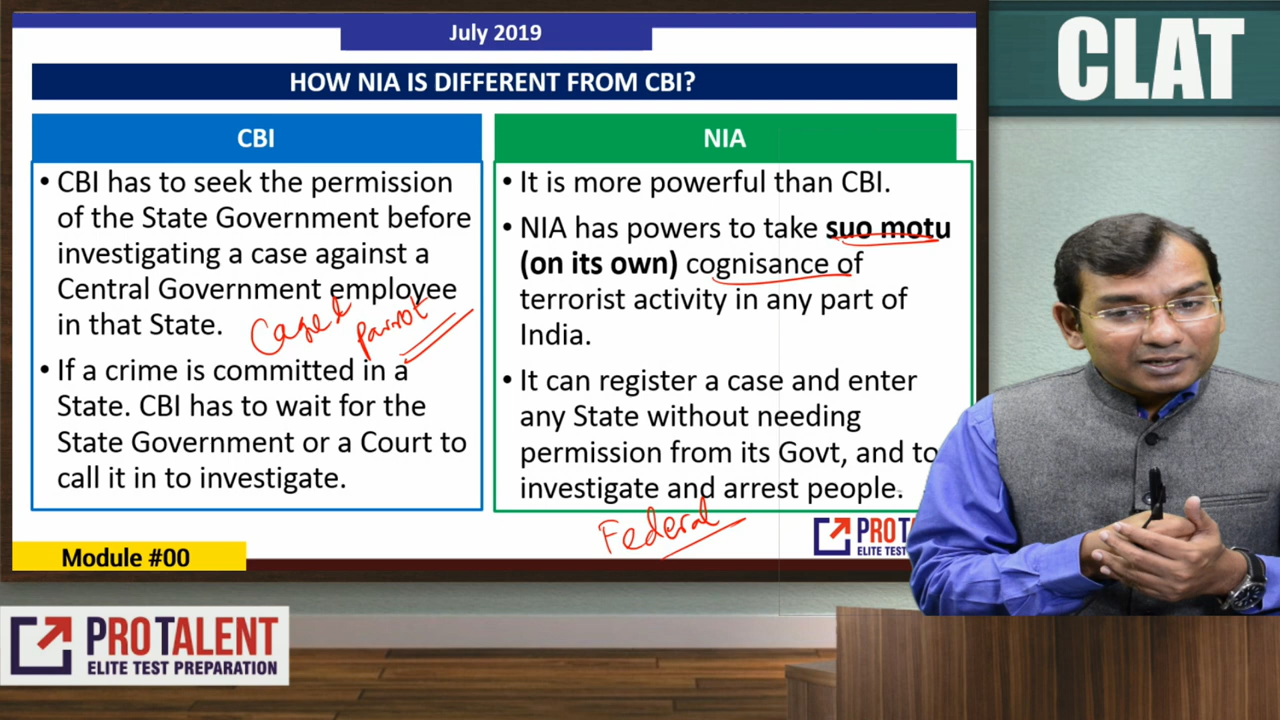 July 2019
CLAT
HOW NIA IS DIFFERENT FROM CBI?
CBI
• CBI has to seek the permission
of the State Government before
investigating a case against a
Central Government employee
in that State.
Caged
parrot
• If a crime is committed in a
State. CBI has to wait for the
State Government or a Court to
call it in to investigate.
NIA
• It is more powerful than CBI.
• NIA has powers to take suo motu
(on its own) cognisance of
terrorist activity in any part of
India.
• It can register a case and enter
any State without needing
permission from its Govt, and to
investigate and arrest people.
Federal
PRO T
ELITE TEST
Module #00
PRO TALENT
ELITE TEST PREPARATION